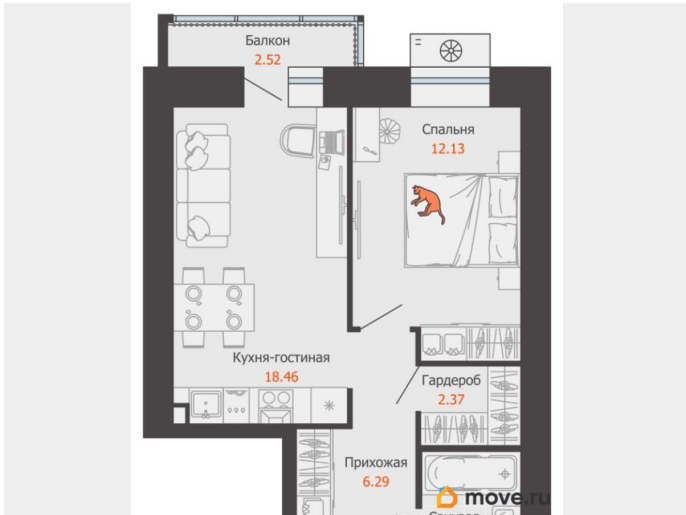 Балкон
2.52
Спальня
12.13
Кухня-гостиная
18.46
Гардероб
2.37
Прихожая
6.29
move.ru